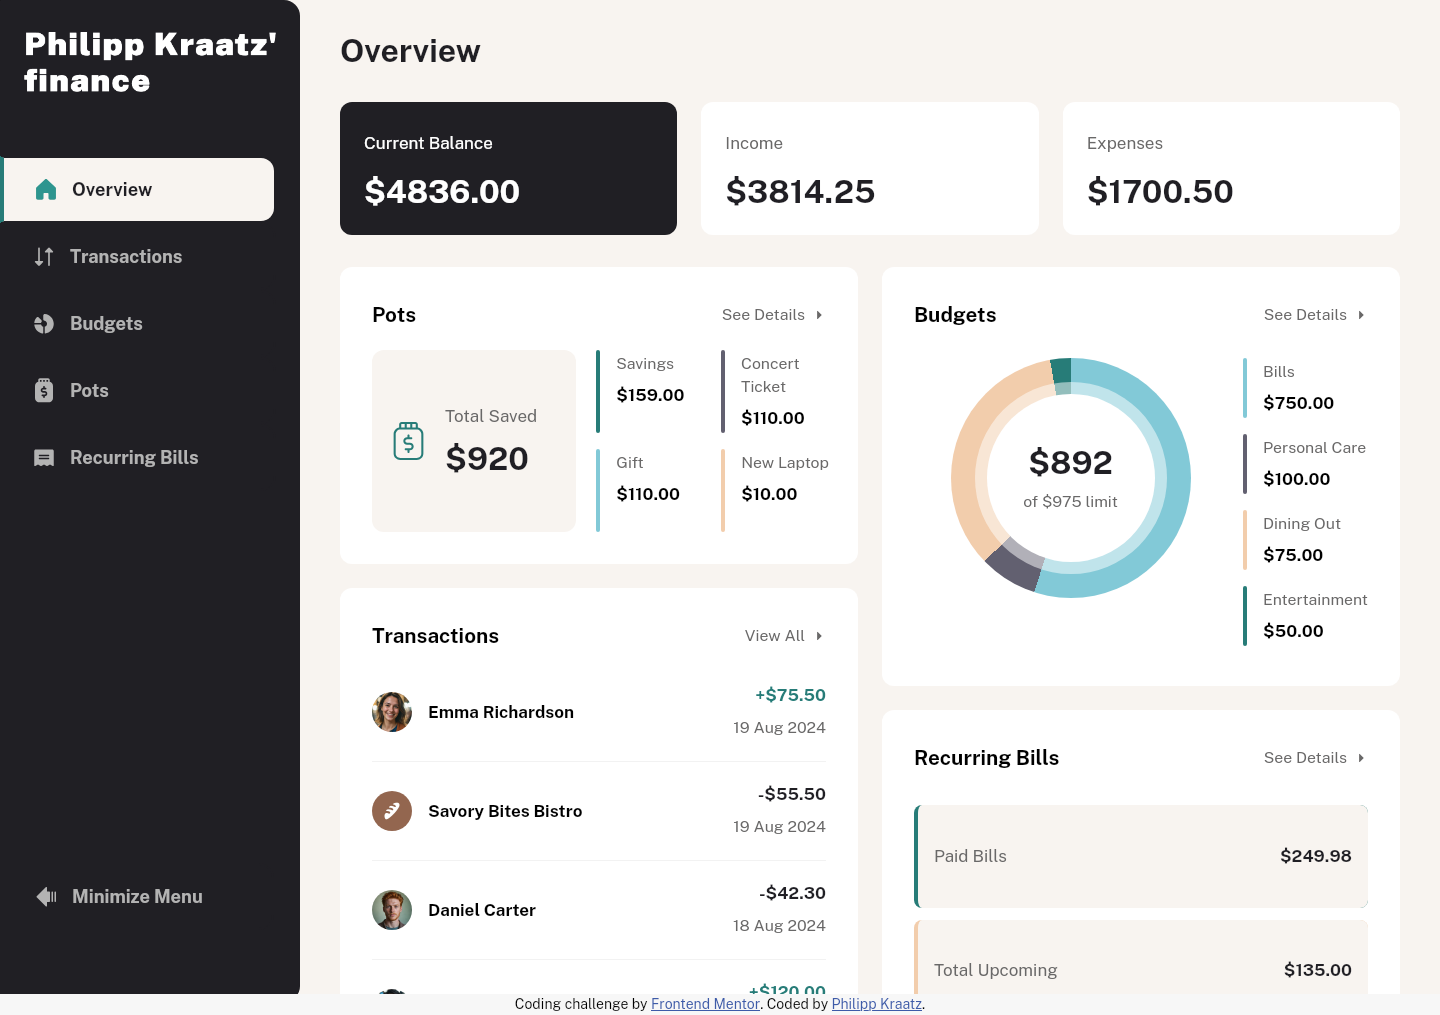 Philipp Kraatz'
finance
Overview
Transactions
Budgets
Pots
Recurring Bills
Minimize Menu
Overview
Current Balance
$4836.00
Income
$3814.25
Expenses
$1700.50
Pots
See Details
Total Saved
$920
Savings
$159.00
Concert
Ticket
$110.00
Gift
$110.00
New Laptop
$10.00
Transactions
View All
Emma Richardson
+$75.50
19 Aug 2024
Savory Bites Bistro
-$55.50
19 Aug 2024
Daniel Carter
-$42.30
18 Aug 2024
+$120.00
Budgets
See Details
$892
of $975 limit
Bills
$750.00
Personal Care
$100.00
Dining Out
$75.00
Entertainment
$50.00
Recurring Bills
See Details
Paid Bills
$249.98
Total Upcoming
$135.00
Coding challenge by Frontend Mentor. Coded by Philipp Kraatz.